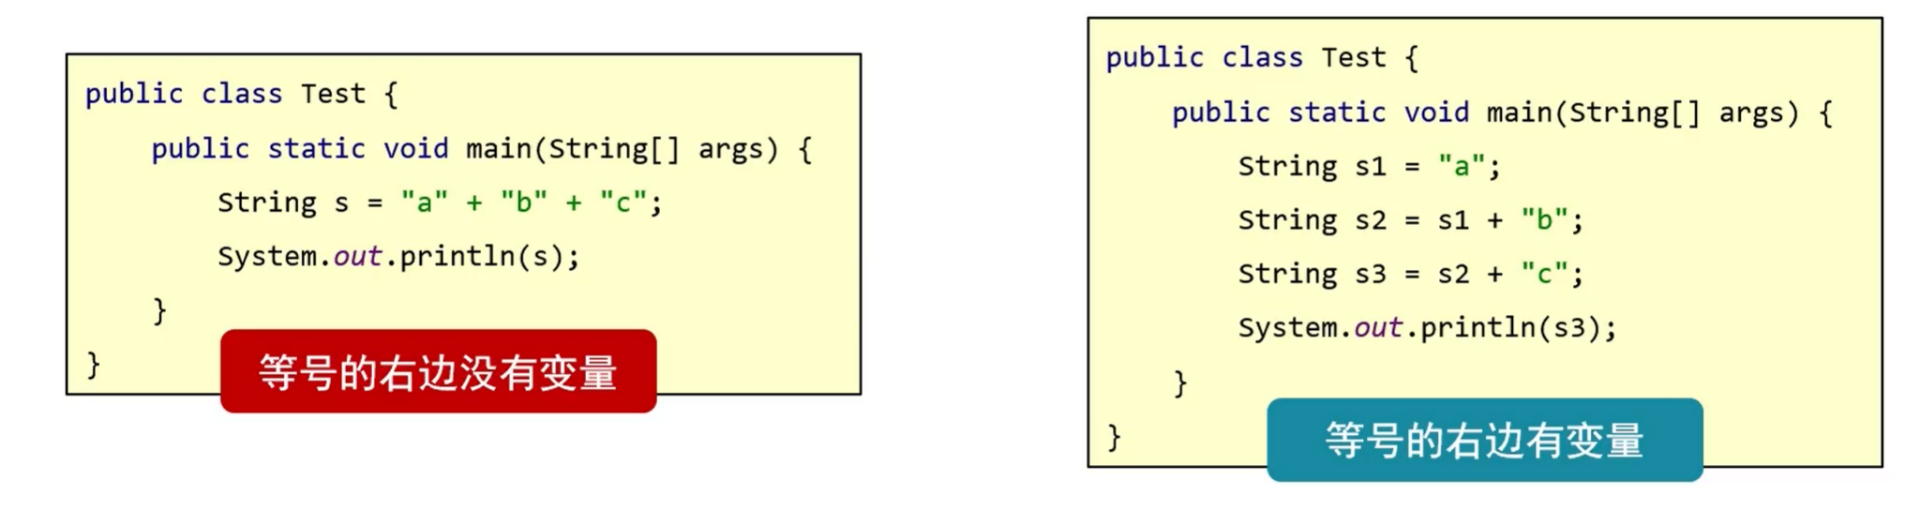 public class Test {
    public static void main(String[] args) {
        String s = "a" + "b" + "c";
        System.out.println(s);
    }
}
等号的右边没有变量
public class Test {
    public static void main(String[] args) {
        String s1 = "a";
        String s2 = s1 + "b";
        String s3 = s2 + "c";
        System.out.println(s3);
    }
}
等号的右边有变量